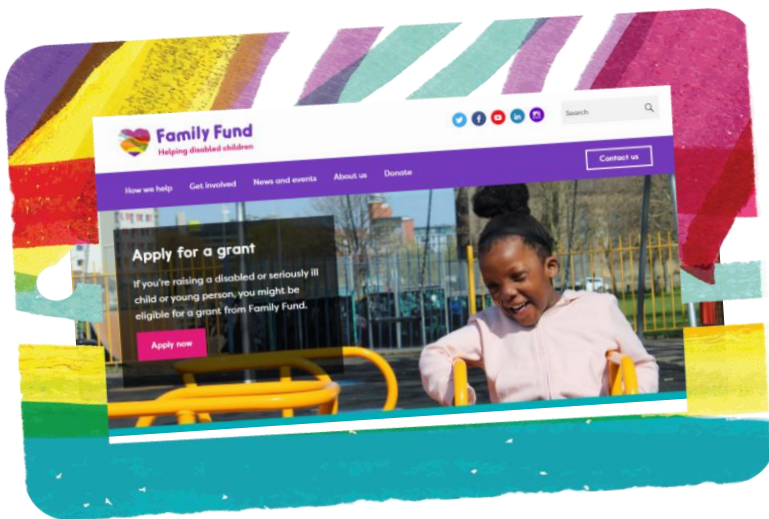 Family Fund
Helping disabled children
Search
How we help
Get involved
News and events
About us
Donate
Contact us
Apply for a grant
If you're raising a disabled or seriously ill
child or young person, you might be
eligible for a grant from Family Fund.
Apply now